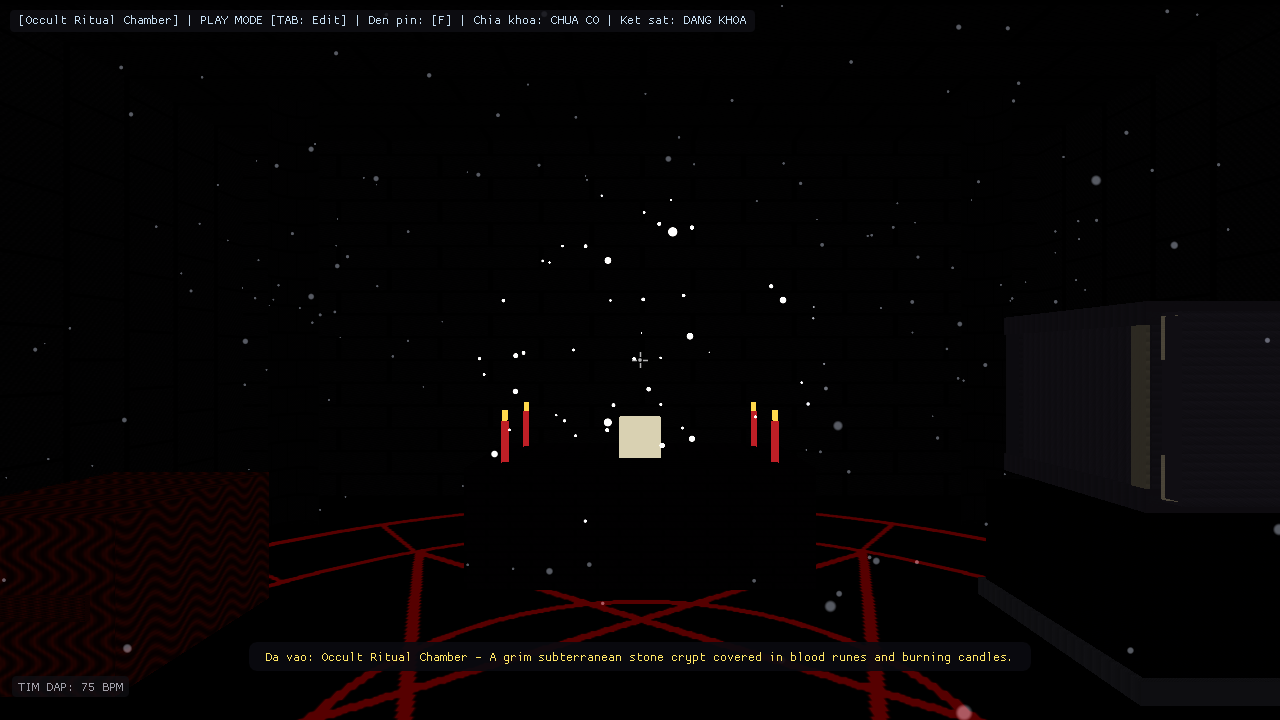 [Occult Ritual Chamber] | PLAY MODE [TAB: Edit] | Den pin: [F] | Chia khoa: CHUA CO | Ket sat: DANG KHOA
Da vao: Occult Ritual Chamber - A grim subterranean stone crypt covered in blood runes and burning candles.
TIM DAP: 75 BPM